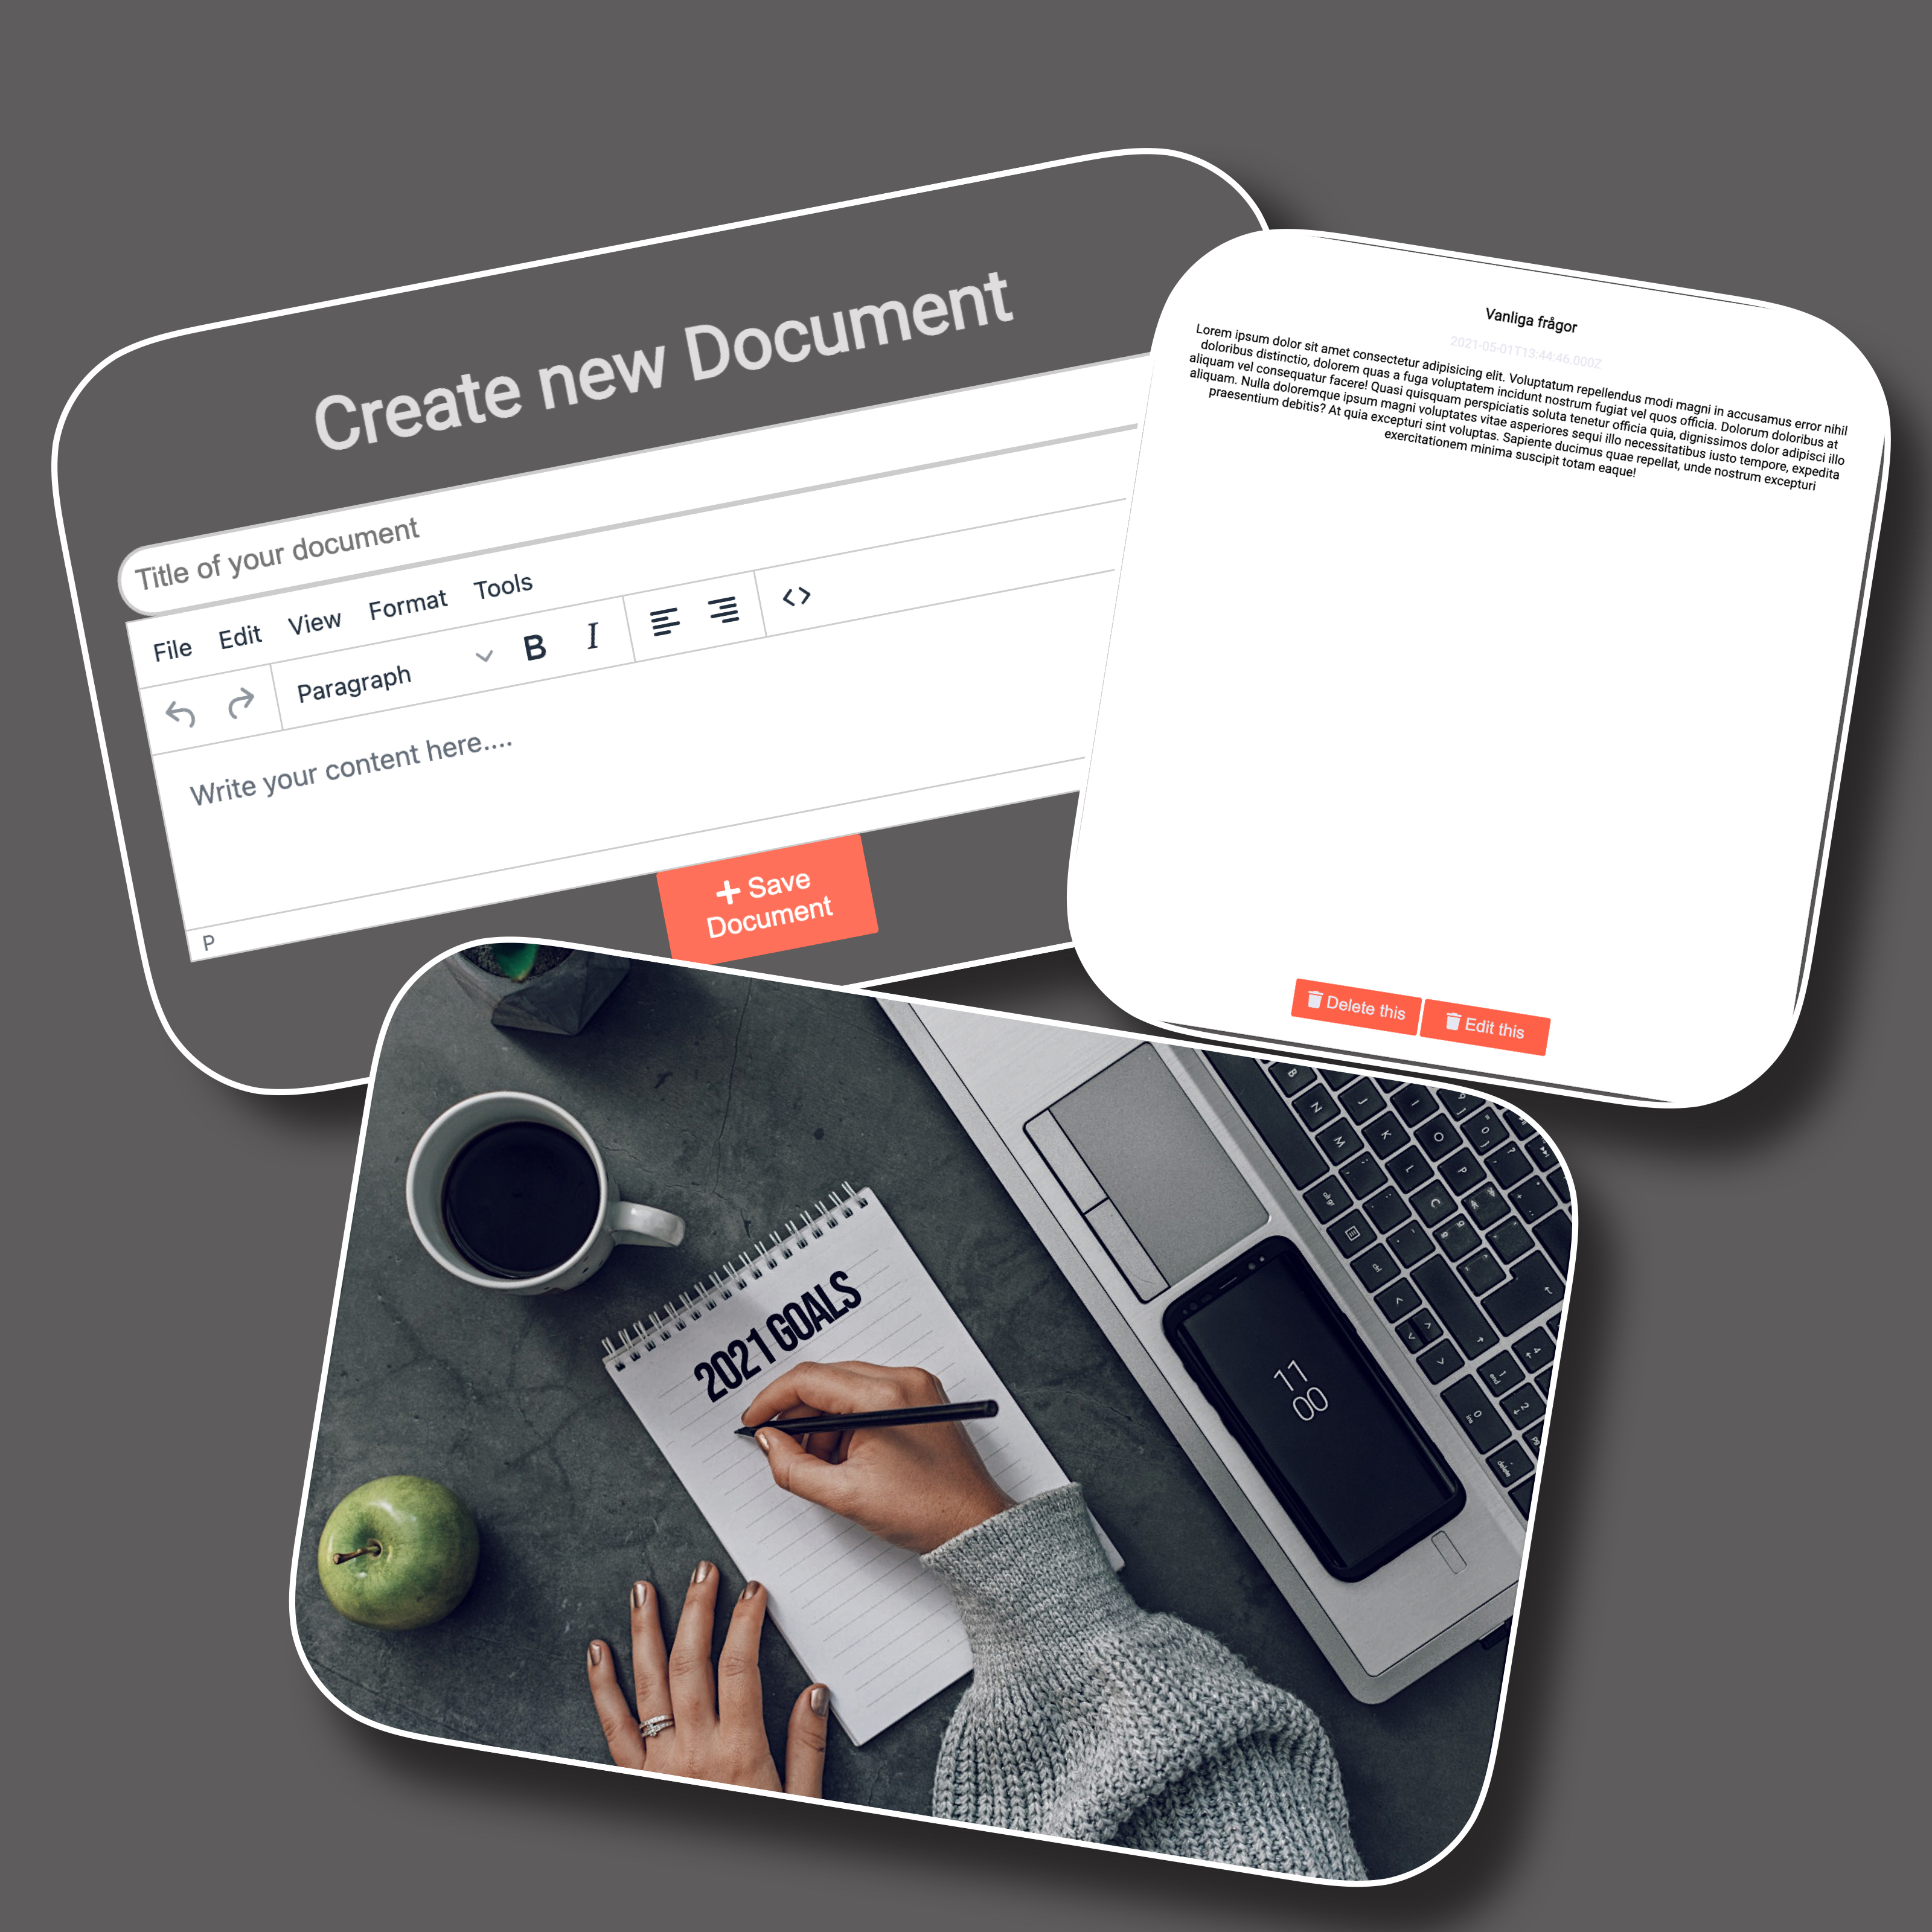 Create new Document
Title of your document
File Edit View Format Tools
Paragraph B I <>
Write your content here....
P
+ Save
Document
Vanliga frågor
2021-05-01T13:44:46.000Z
Lorem ipsum dolor sit amet consectetur adipisicing elit. Voluptatum repellendus modi magni in accusamus error nihil
doloribus distinctio, dolorem quas a fuga voluptatem incidunt nostrum fugiat vel quos officia. Dolorum doloribus at
aliquam vel consequatur facere! Quasi quisquam perspiciatis soluta tenetur officia quia, dignissimos dolor adipisci illo
aliquam. Nulla doloremque ipsum magni voluptates vitae asperiores sequi illo necessitatibus iusto tempore, expedita
praesentium debitis? At quia excepturi sint voluptas. Sapiente ducimus quae repellat, unde nostrum excepturi
exercitationem minima suscipit totam eaque!
Delete this
Edit this
2021 GOALS
11
00